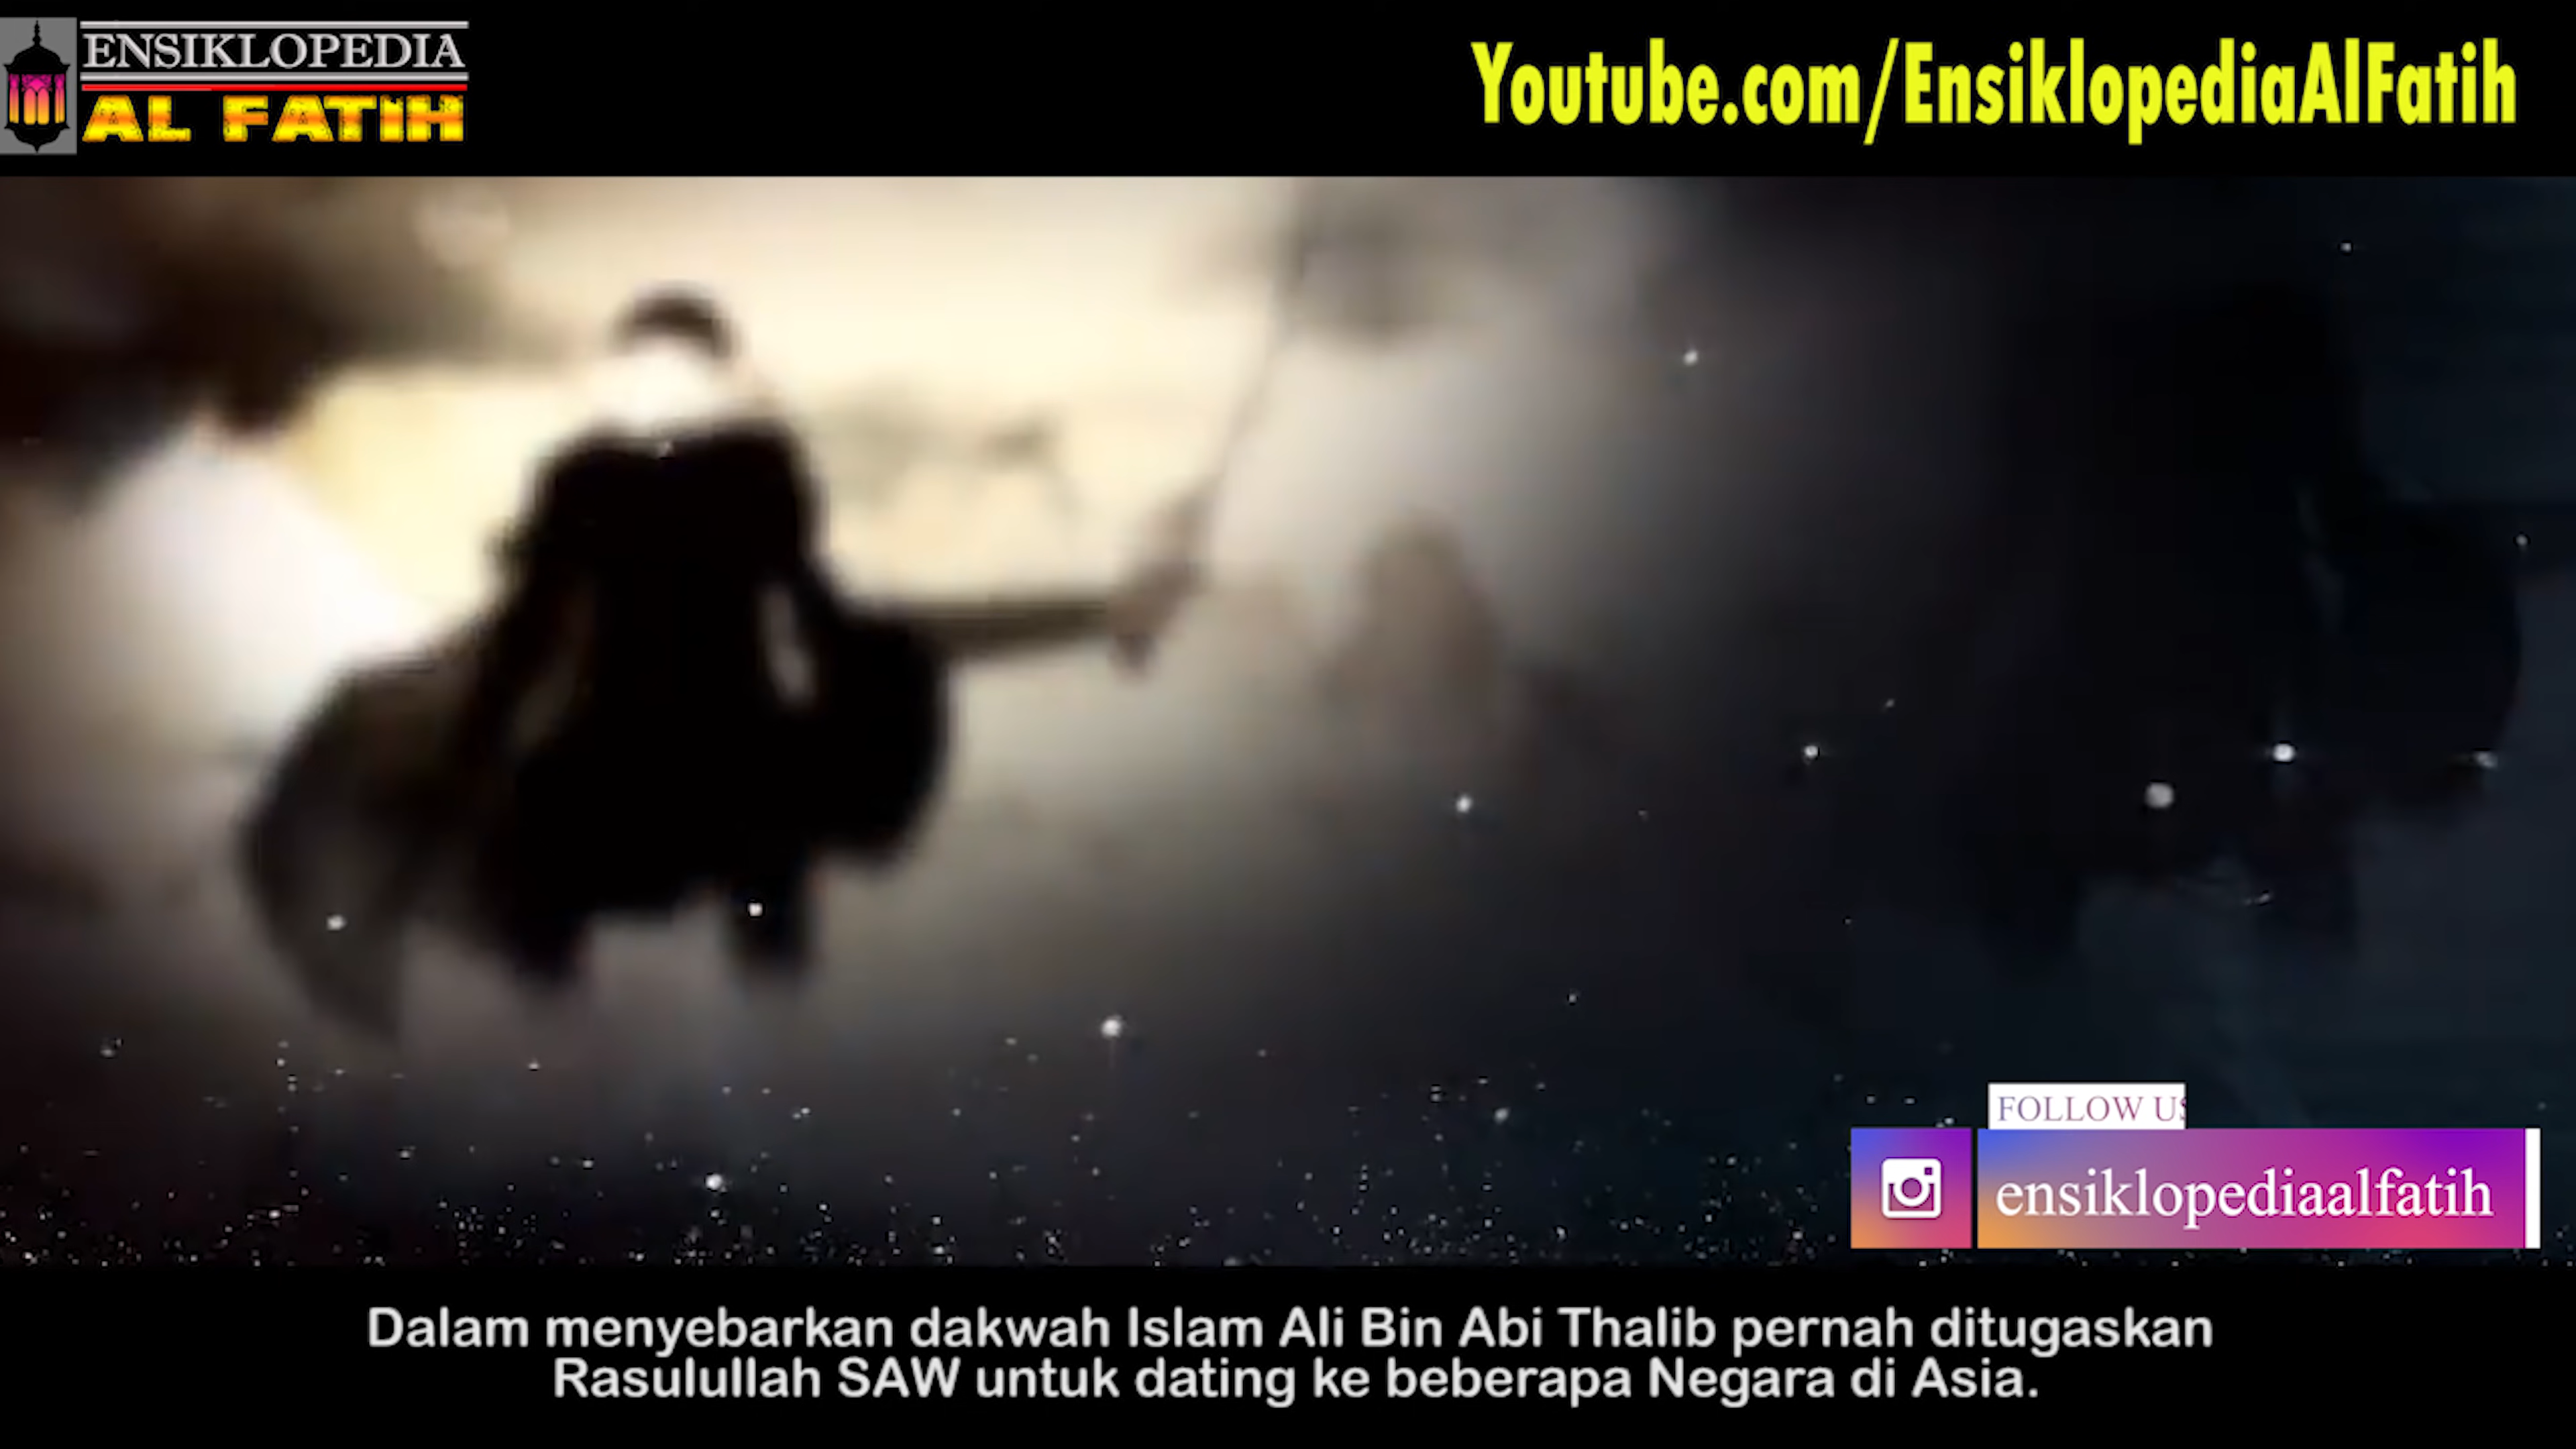 ENSIKLOPEDIA
AL FATIH
Youtube.com/EnsiklopediaAlFatih
FOLLOW US
ensiklopediaalfatih
Dalam menyebarkan dakwah Islam Ali Bin Abi Thalib pernah ditugaskan
Rasulullah SAW untuk dating ke beberapa Negara di Asia.